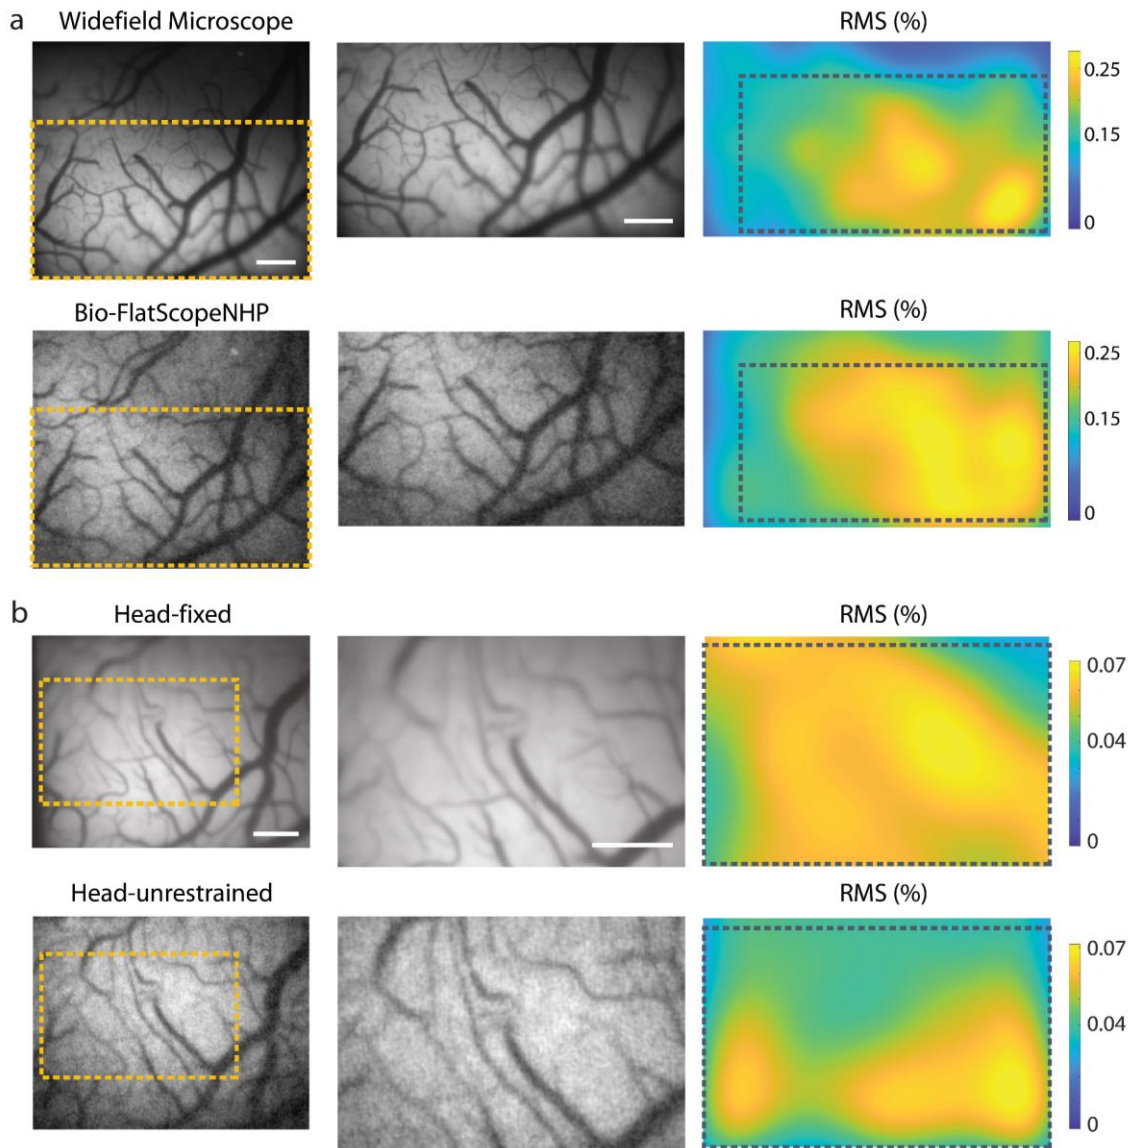 a
Widefield Microscope
RMS (%)
0.25
0.15
0
Bio-FlatScopeNHP
RMS (%)
0.25
0.15
0
b
Head-fixed
RMS (%)
0.07
0.04
0
Head-unrestrained
RMS (%)
0.07
0.04
0